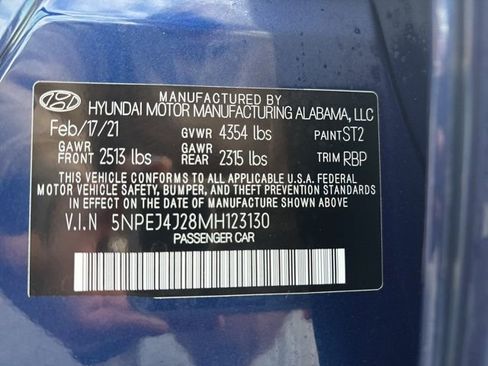 MANUFACTURED BY
HYUNDAI MOTOR MANUFACTURING ALABAMA, LLC
Feb/17/21 GVWR 4354 lbs PAINT ST2
GAWR FRONT 2513 lbs GAWR REAR 2315 lbs TRIM RBP
THIS VEHICLE CONFORMS TO ALL APPLICABLE U.S.A FEDERAL
MOTOR VEHICLE SAFETY, BUMPER, AND THEFT PREVENTION STANDARDS
IN EFFECT ON THE DATE OF MANUFACTURE SHOWN ABOVE.
V.I.N 5NPEJ4J28MH123130
PASSENGER CAR